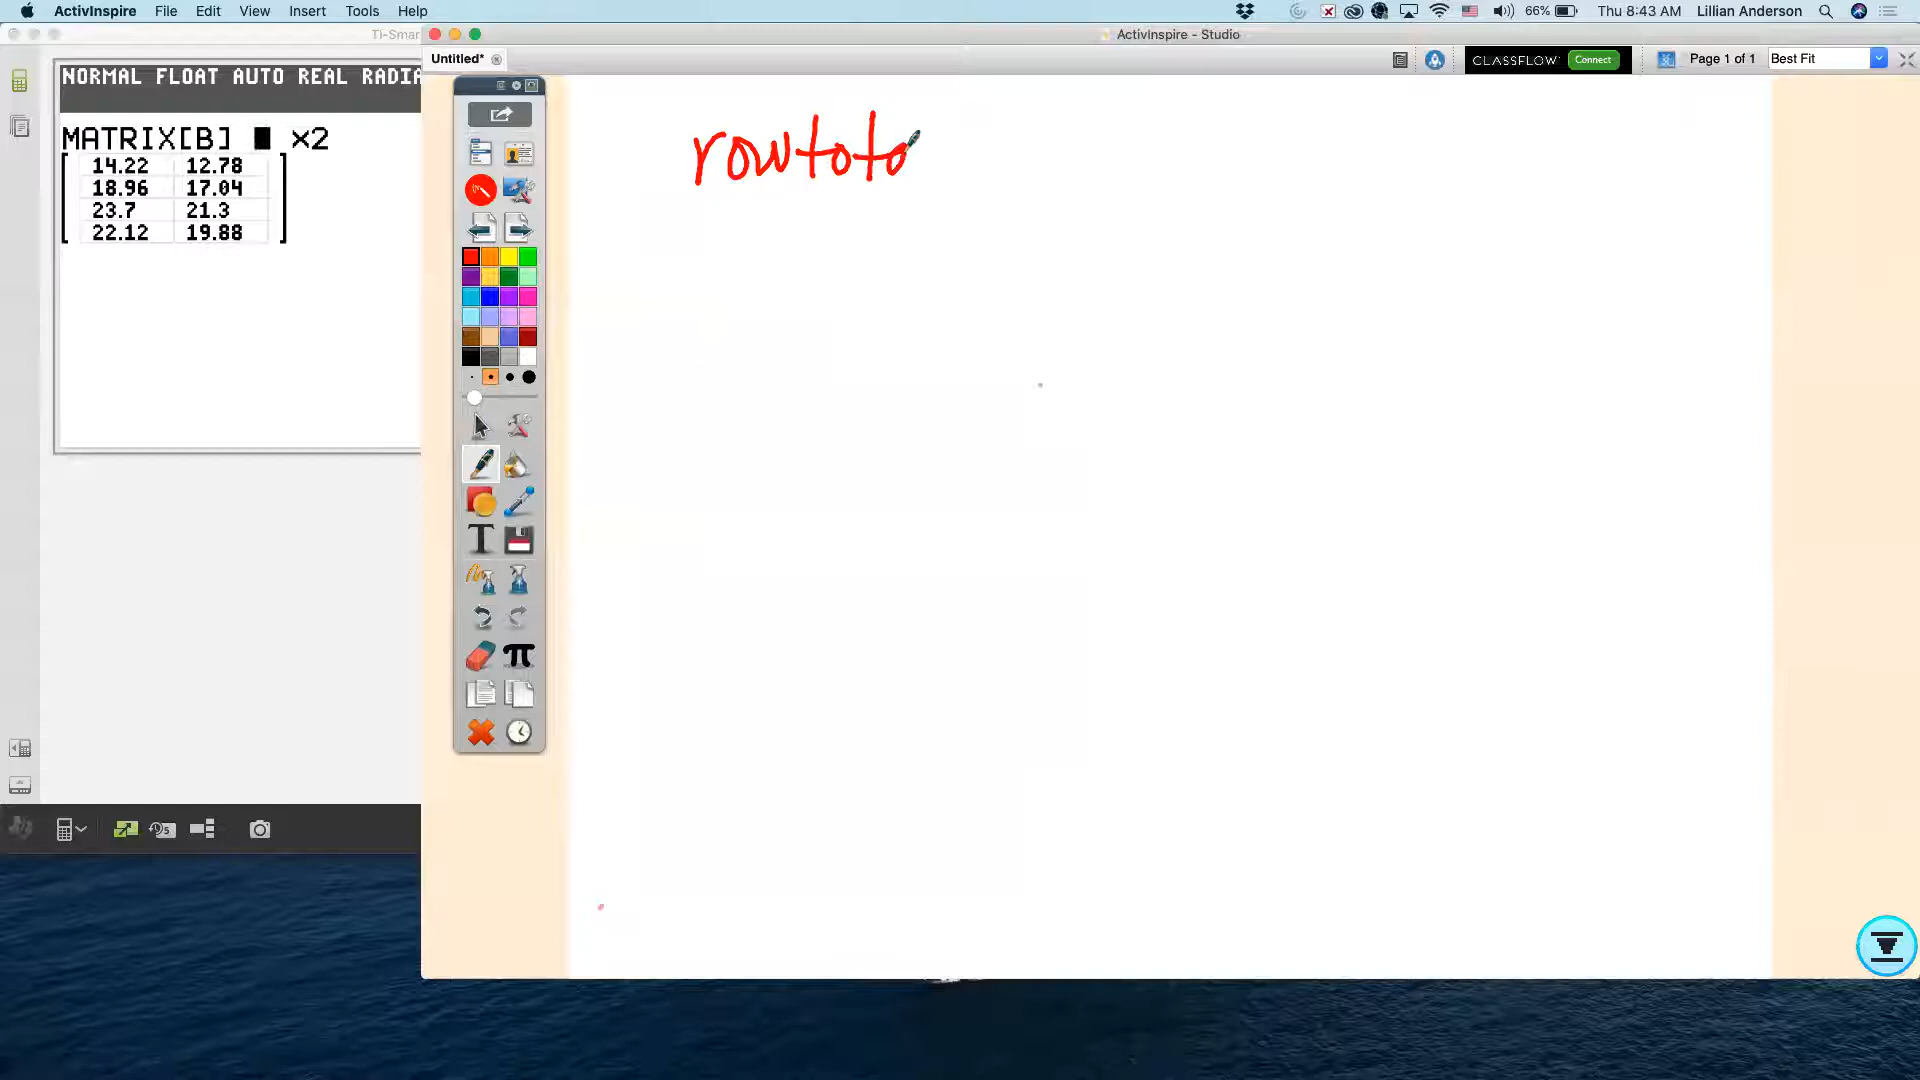 ActivInspire File Edit View Insert Tools Help 66% Thu 8:43 AM Lillian Anderson
TI-Smar
ActivInspire - Studio
Untitled*
CLASSFLOW Connect Page 1 of 1 Best Fit
NORMAL FLOAT AUTO REAL RADIA
MATRIX[B] ×2
14.22 12.78
18.96 17.04
23.7 21.3
22.12 19.88
rowtoto